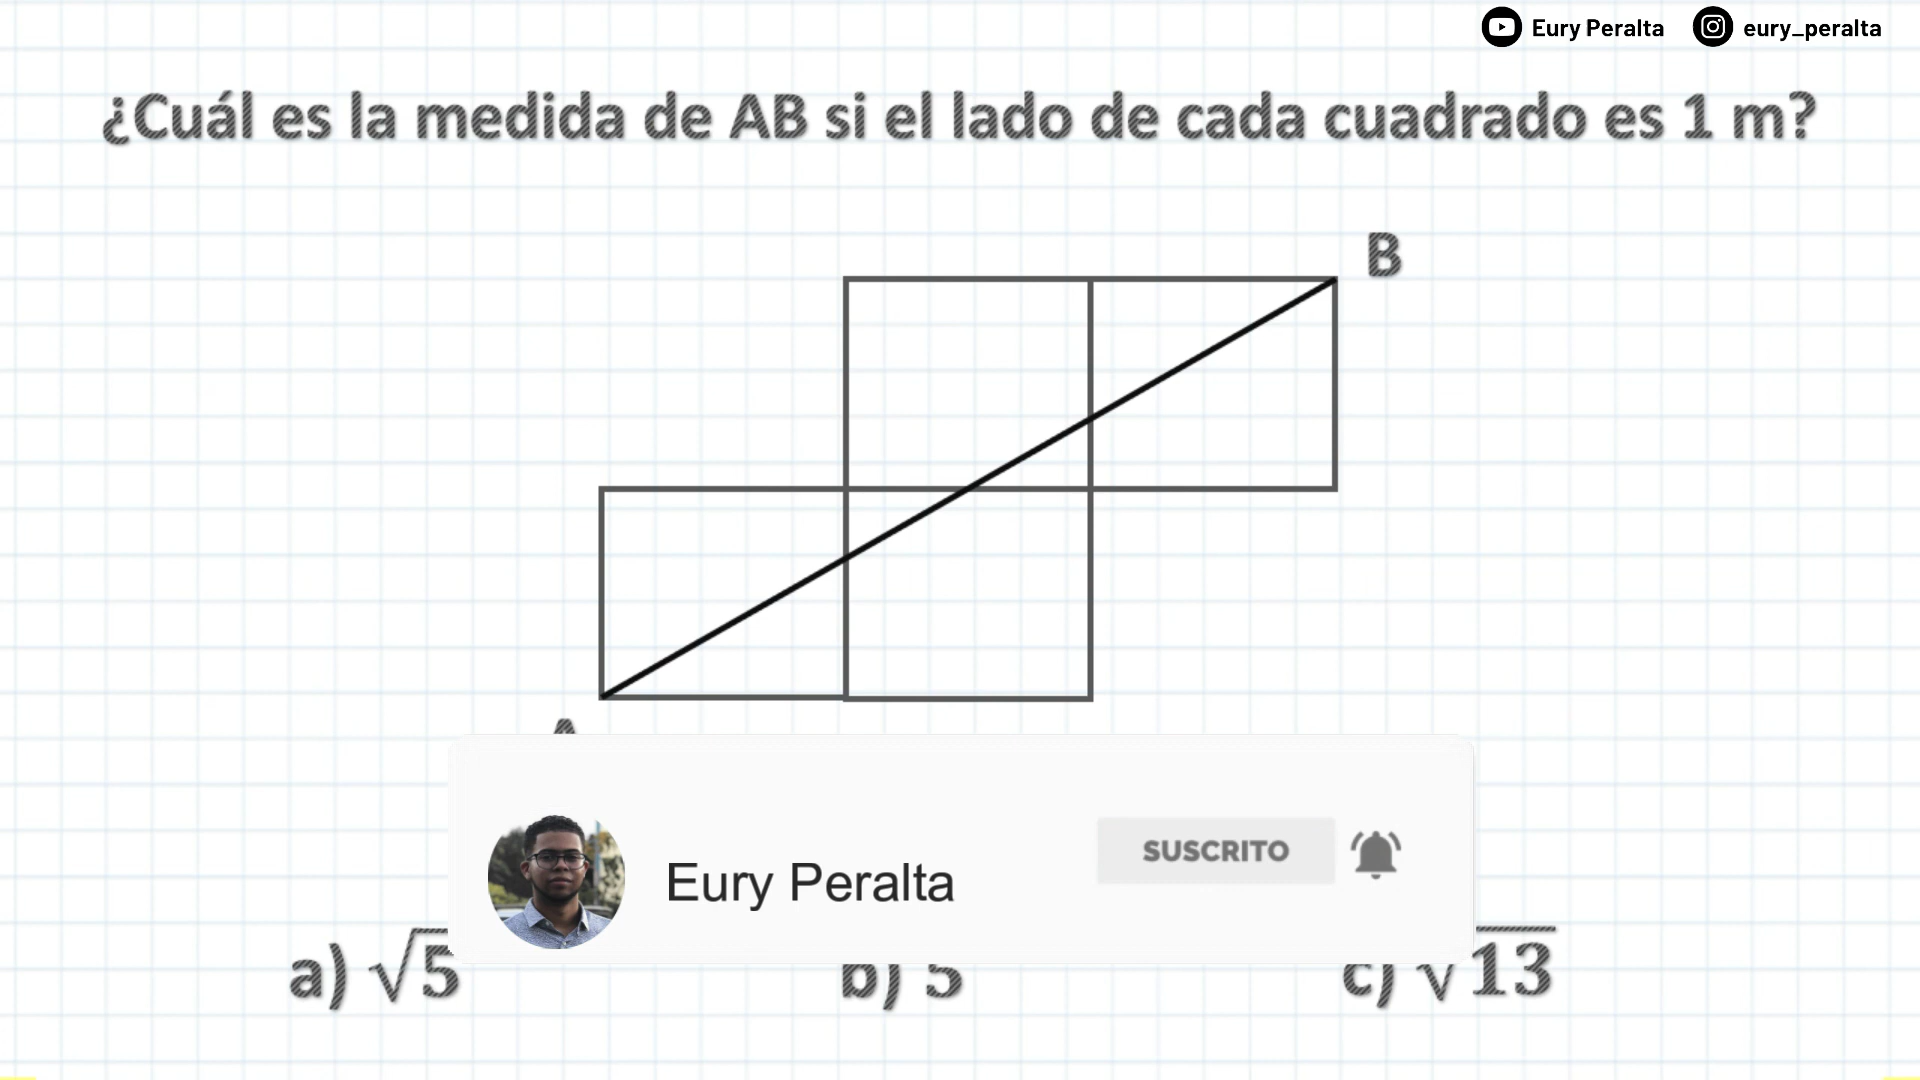 Eury Peralta eury_peralta
¿Cuál es la medida de AB si el lado de cada cuadrado es 1 m?
B
A
Eury Peralta
SUSCRITO
a) √5 b) 5 c) √13